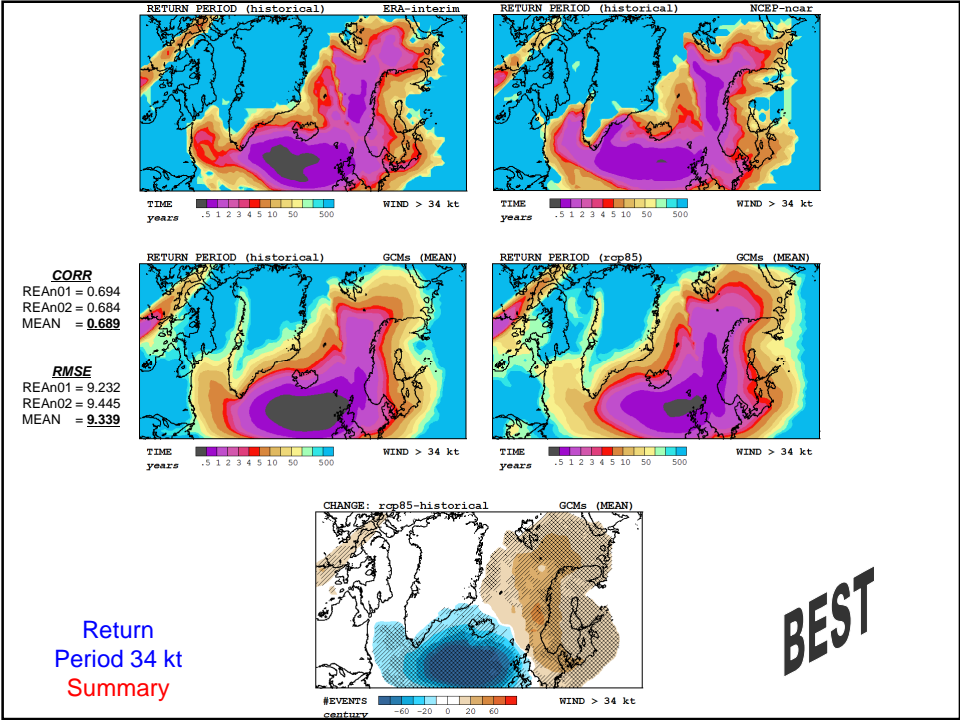 RETURN PERIOD (historical) ERA-interim
RETURN PERIOD (historical) NCEP-ncar
TIME .5 1 2 3 4 5 10 50 500 WIND > 34 kt
years
TIME .5 1 2 3 4 5 10 50 500 WIND > 34 kt
years
RETURN PERIOD (historical) GCMs (MEAN)
RETURN PERIOD (rcp85) GCMs (MEAN)
CORR
REAn01 = 0.694
REAn02 = 0.684
MEAN = 0.689
RMSE
REAn01 = 9.232
REAn02 = 9.445
MEAN = 9.339
TIME .5 1 2 3 4 5 10 50 500 WIND > 34 kt
years
TIME .5 1 2 3 4 5 10 50 500 WIND > 34 kt
years
CHANGE: rcp85-historical GCMs (MEAN)
#EVENTS -60 -20 0 20 60 WIND > 34 kt
century
Return
Period 34 kt
Summary
BEST